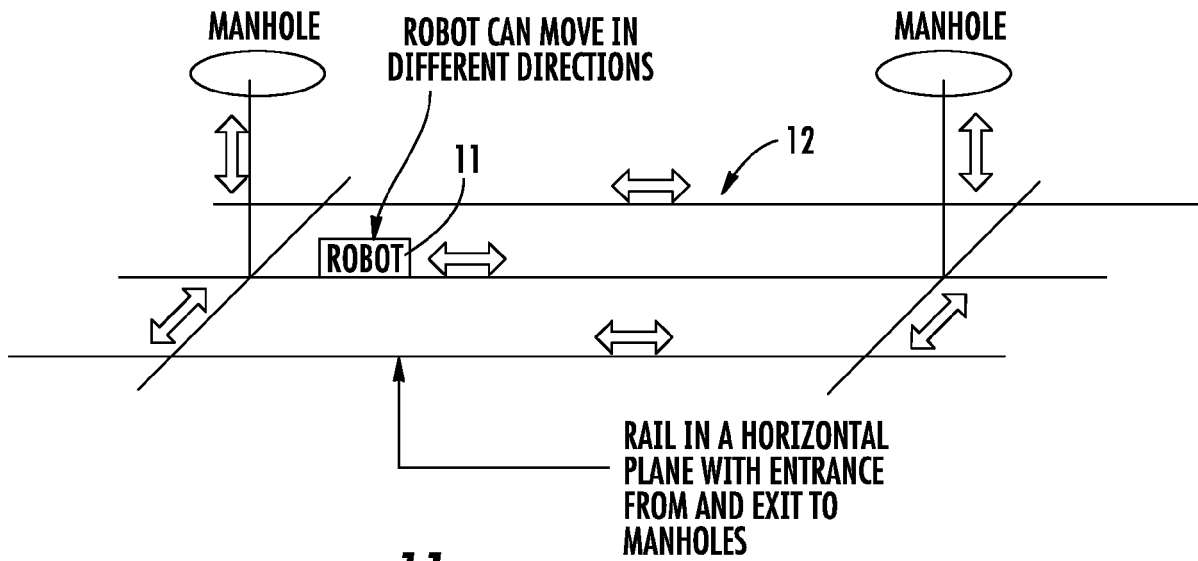 MANHOLE
ROBOT CAN MOVE IN
DIFFERENT DIRECTIONS
MANHOLE
11
12
ROBOT
RAIL IN A HORIZONTAL
PLANE WITH ENTRANCE
FROM AND EXIT TO
MANHOLES